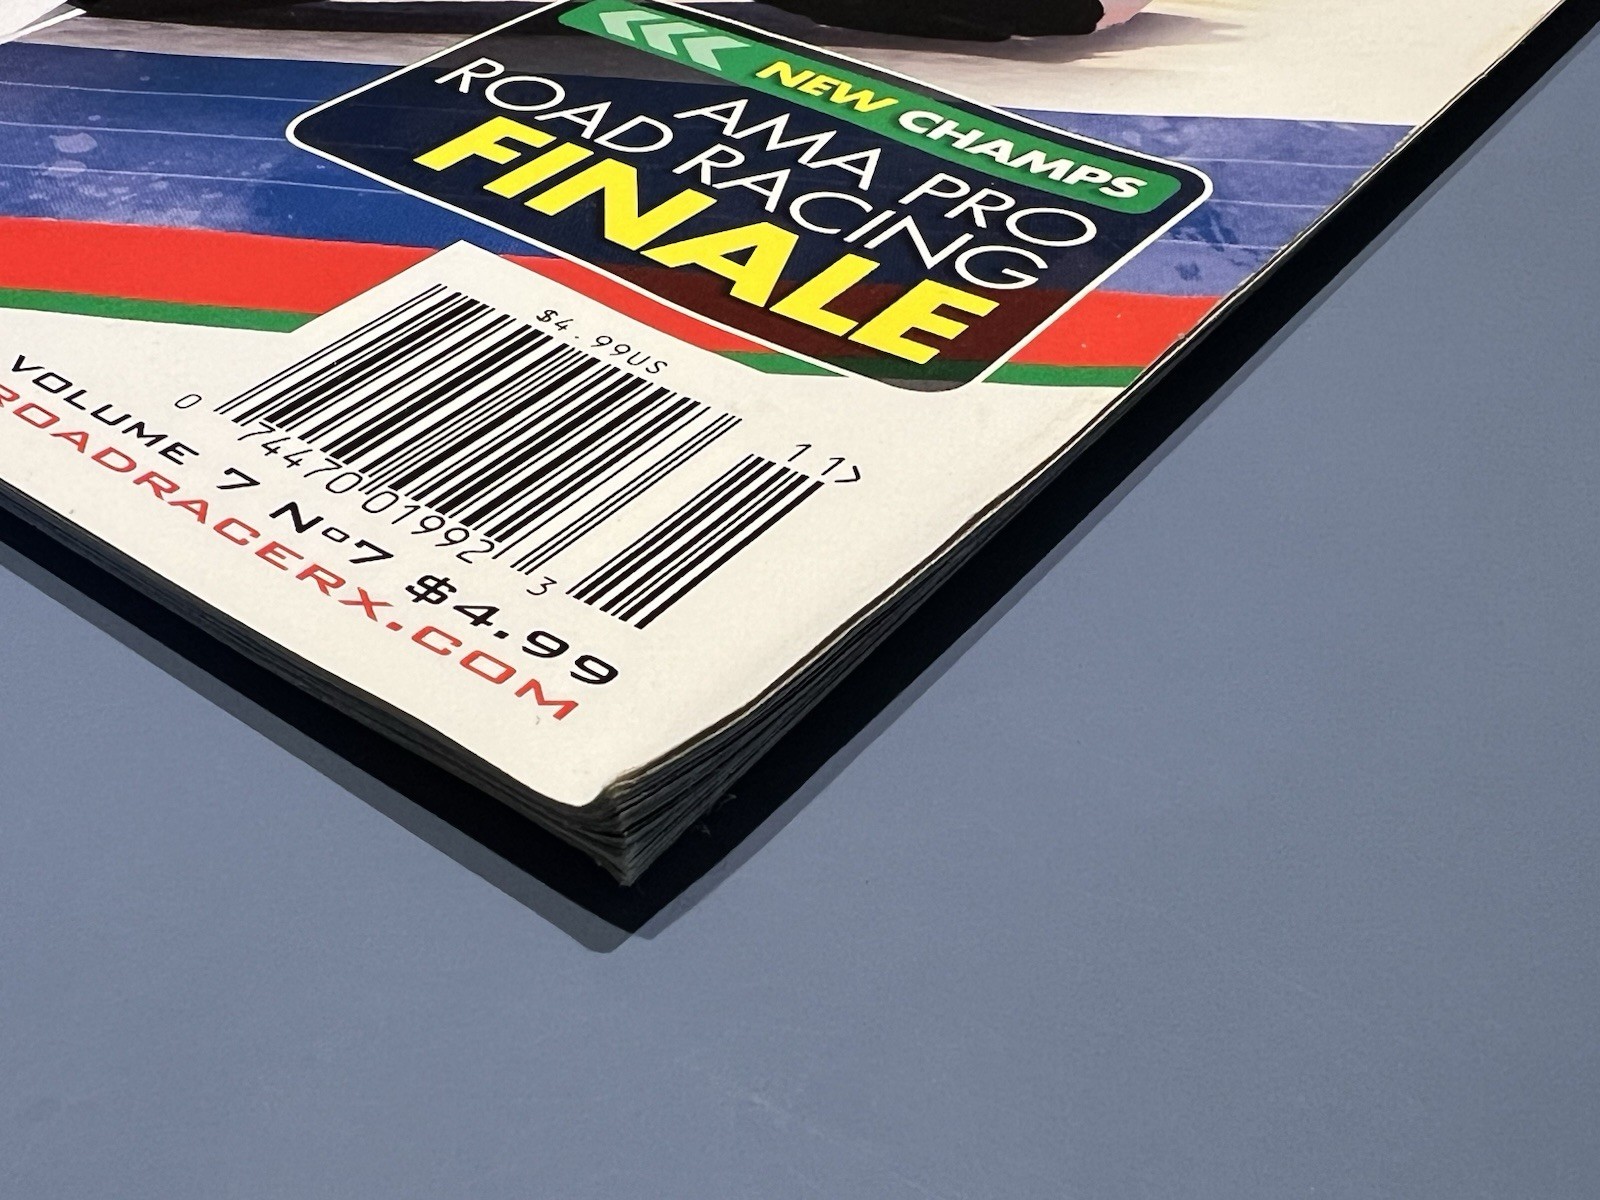 NEW CHAMPS
AMA PRO
ROAD RACING
FINALE
$4.99US
11>
0 74470 01992 3
VOLUME 7 Nº7 $4.99
ROADRACERX.COM